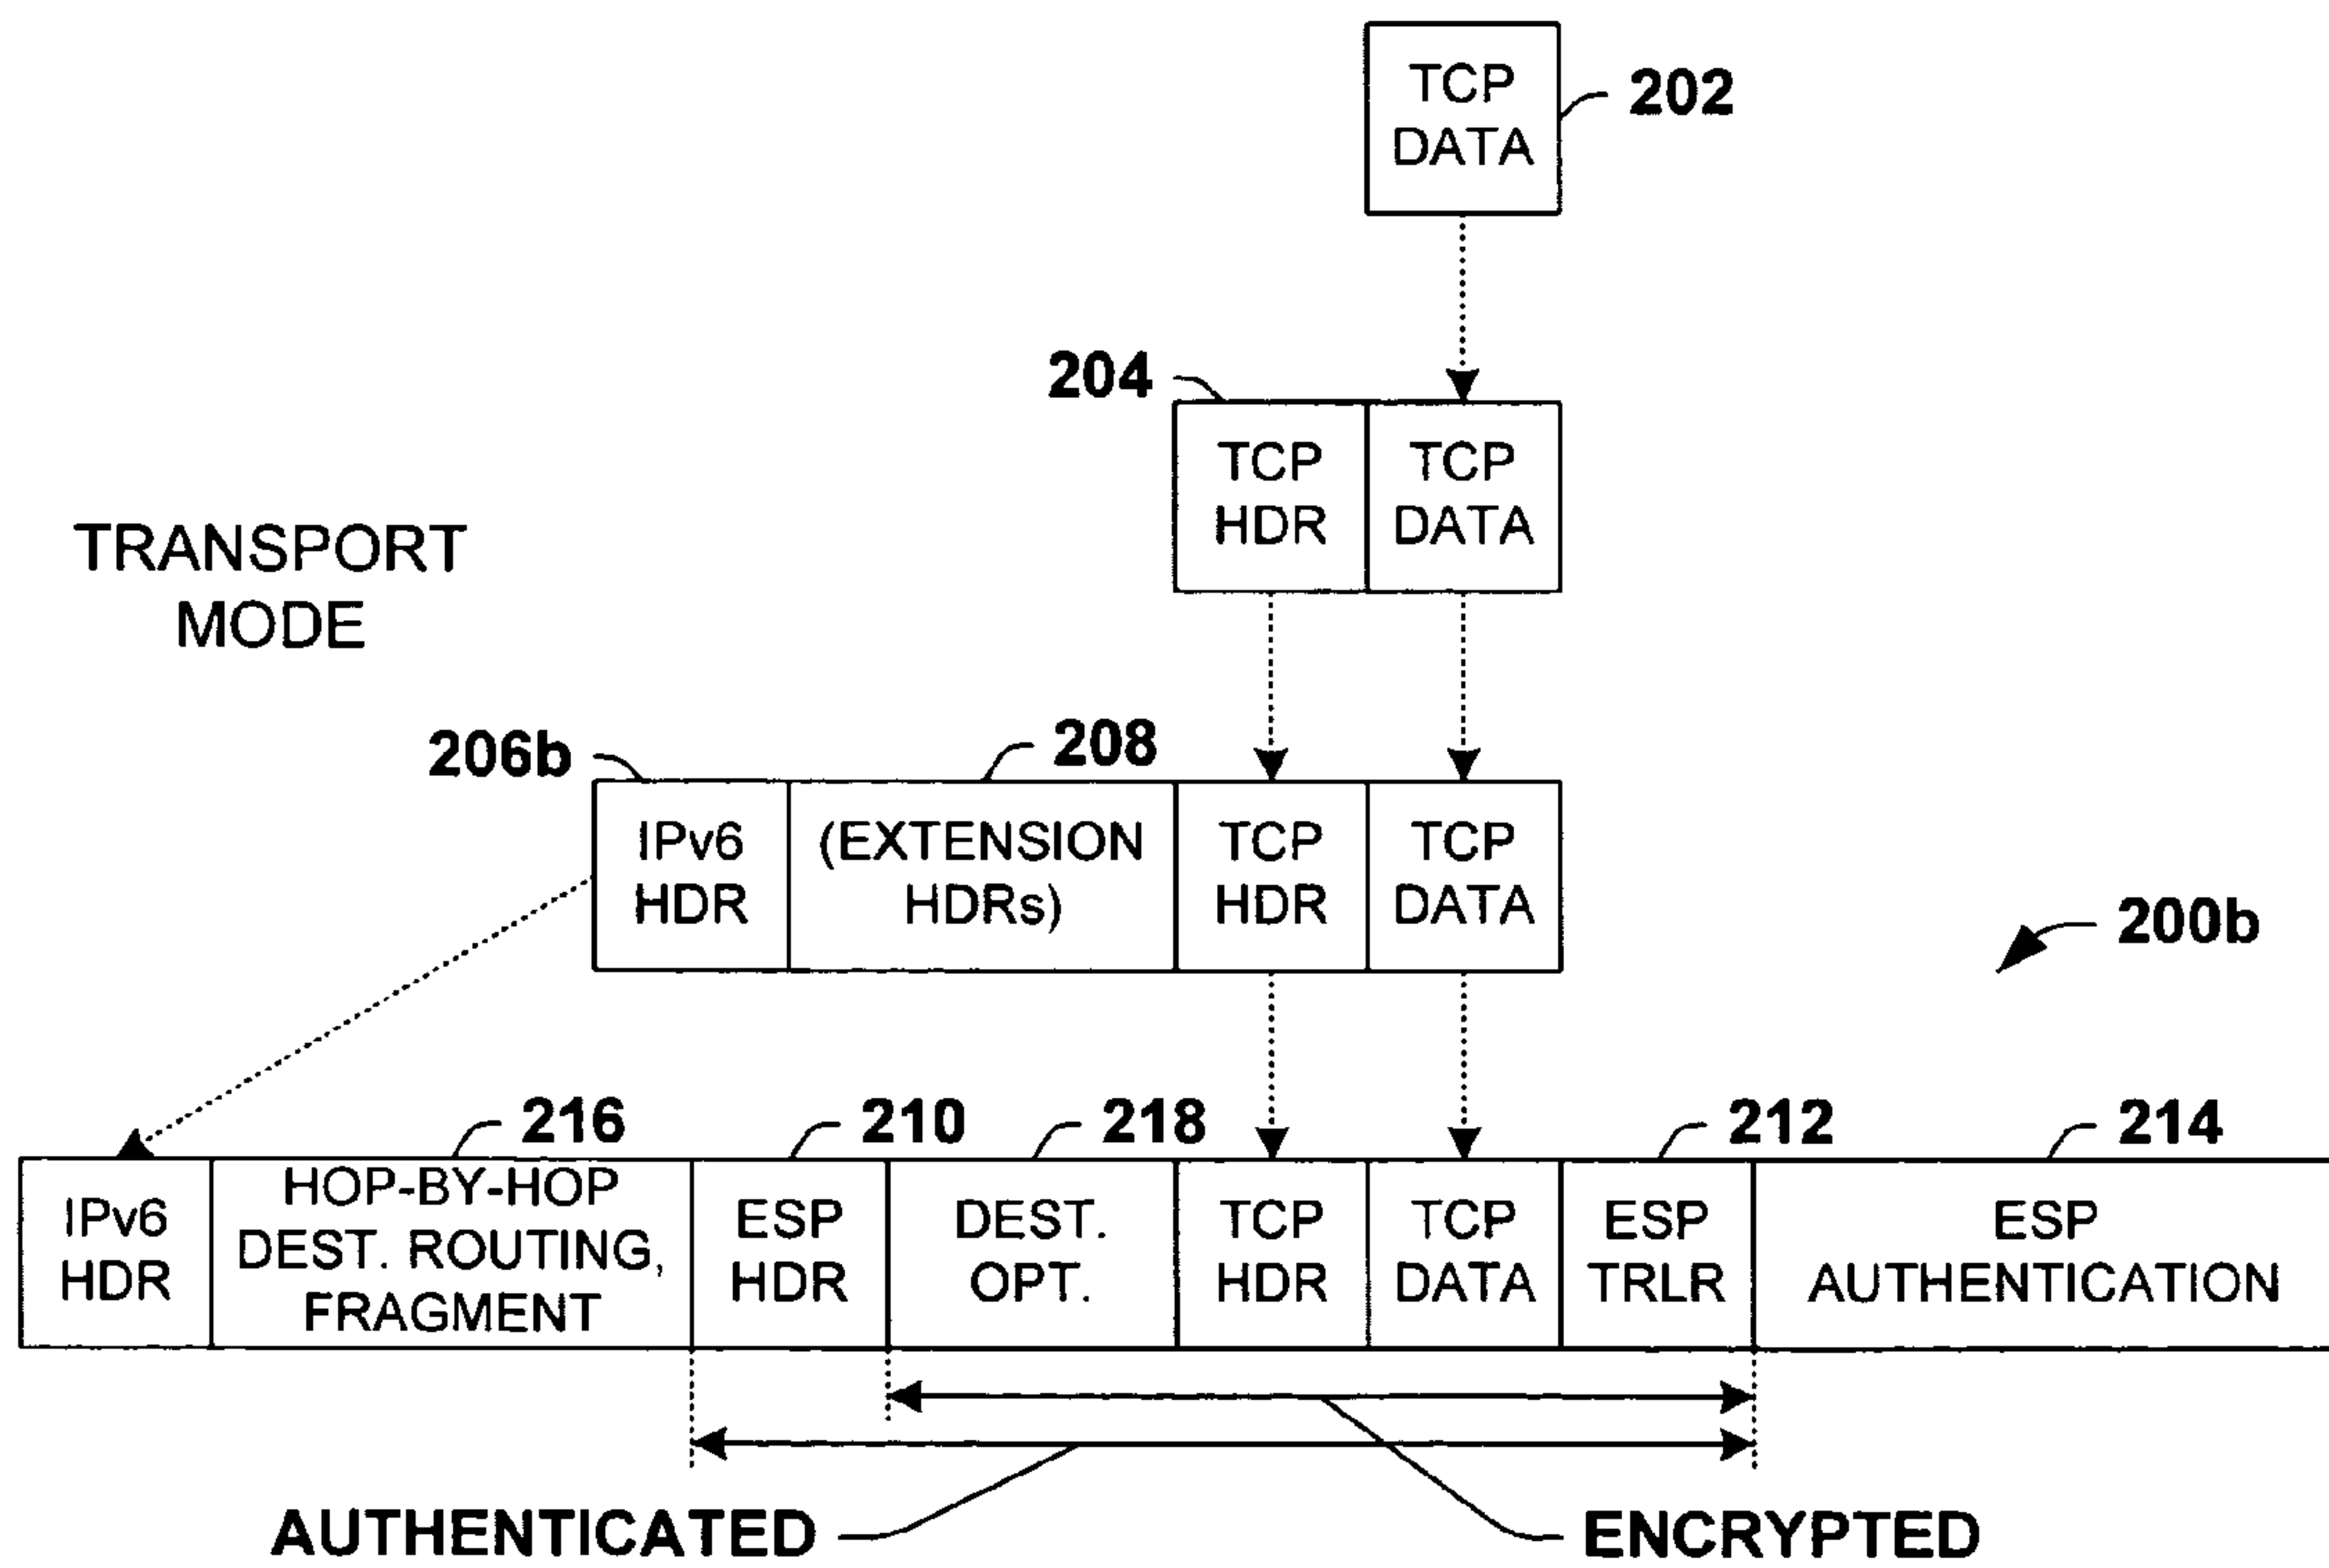 TCP
DATA
202
204
TCP
HDR
TCP
DATA
TRANSPORT
MODE
206b
208
IPv6
HDR
(EXTENSION
HDRs)
TCP
HDR
TCP
DATA
200b
216
210
218
212
214
IPv6
HDR
HOP-BY-HOP
DEST. ROUTING,
FRAGMENT
ESP
HDR
DEST.
OPT.
TCP
HDR
TCP
DATA
ESP
TRLR
ESP
AUTHENTICATION
AUTHENTICATED
ENCRYPTED